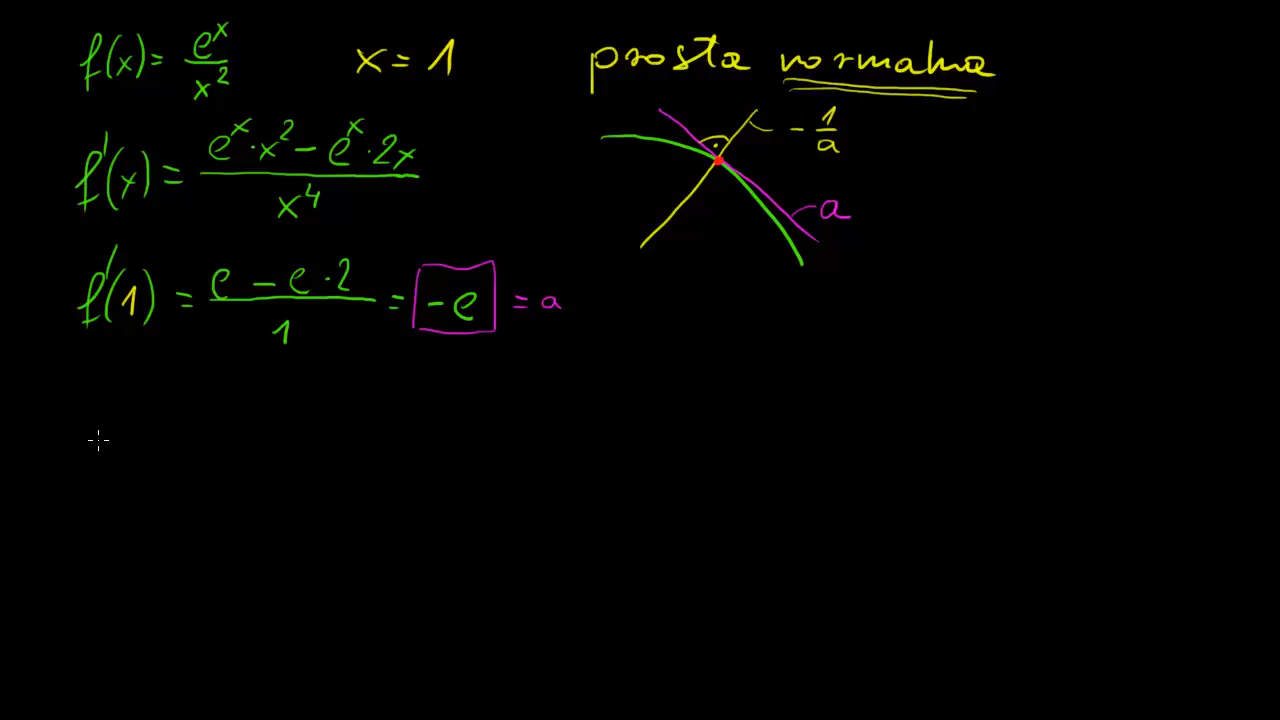 f(x) = e^x / x^2    x = 1    prosta normalna
- 1/a
f'(x) = (e^x · x^2 - e^x · 2x) / x^4
a
f'(1) = (e - e · 2) / 1 = -e = a